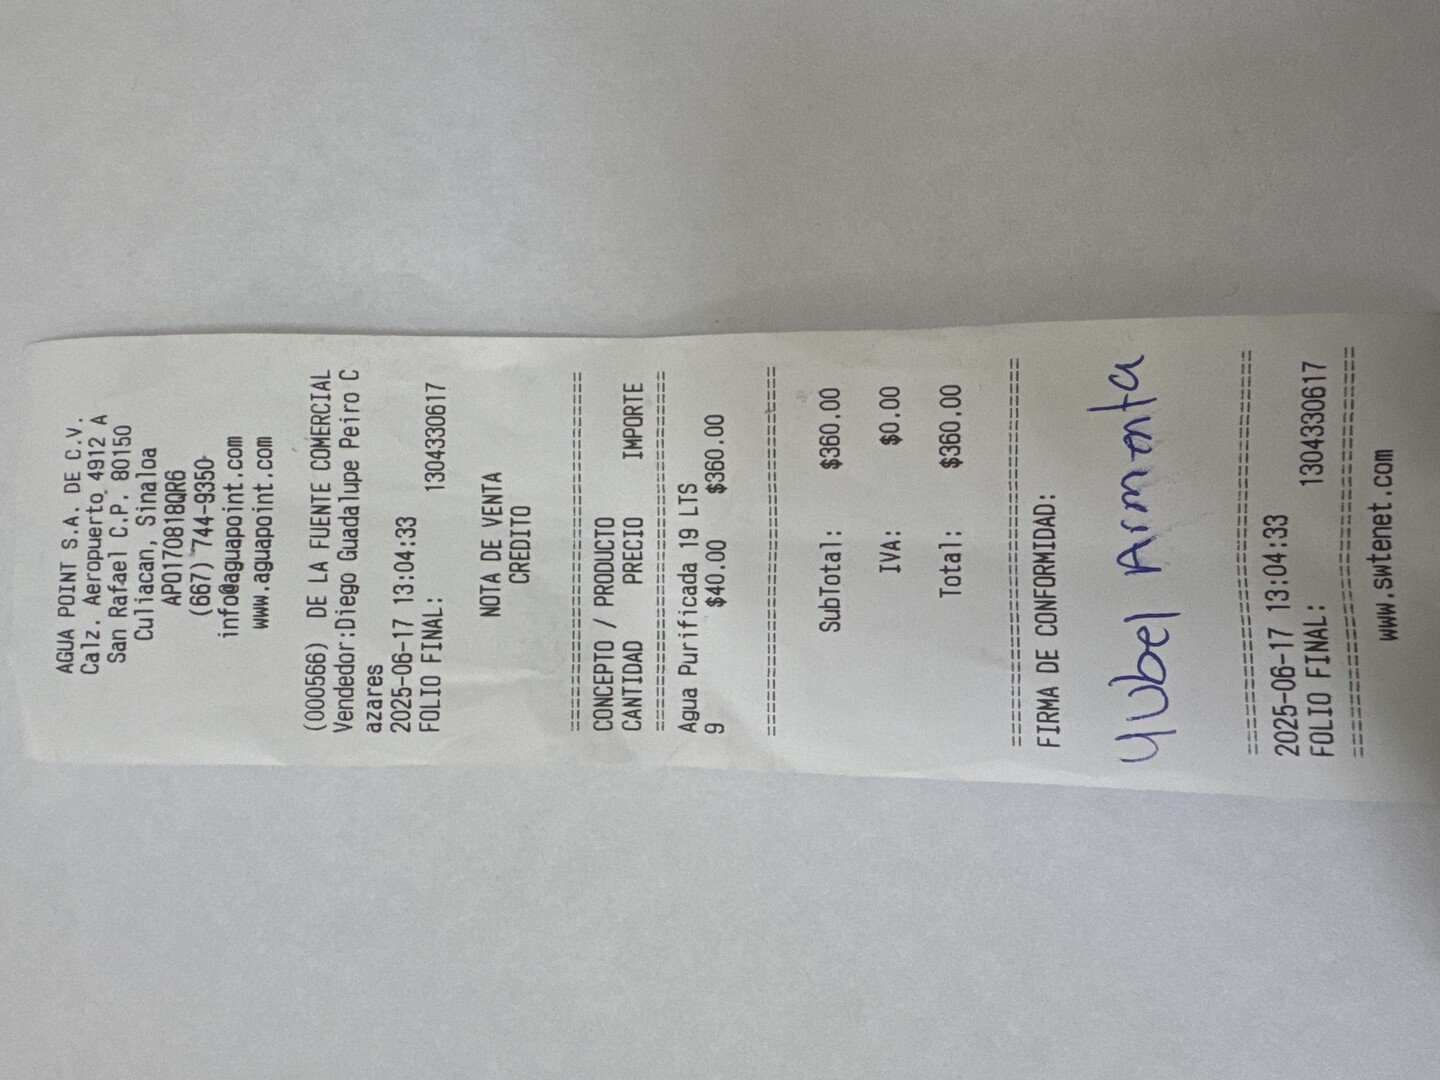 AGUA POINT S.A. DE C.V.
Calz. Aeropuerto 4912 A
San Rafael C.P. 80150
Culiacan, Sinaloa
APO170818QR6
(667) 744-9350
info@aguapoint.com
www.aguapoint.com
(000566) DE LA FUENTE COMERCIAL
Vendedor:Diego Guadalupe Peiro C
azares
2025-06-17 13:04:33
FOLIO FINAL: 1304330617
NOTA DE VENTA
CREDITO
================================
CONCEPTO / PRODUCTO
CANTIDAD PRECIO IMPORTE
================================
Agua Purificada 19 LTS
9 $40.00 $360.00
================================
SubTotal: $360.00
IVA: $0.00
Total: $360.00
================================
FIRMA DE CONFORMIDAD:
Yubel Armenta
================================
2025-06-17 13:04:33
FOLIO FINAL: 1304330617
================================
www.swtenet.com